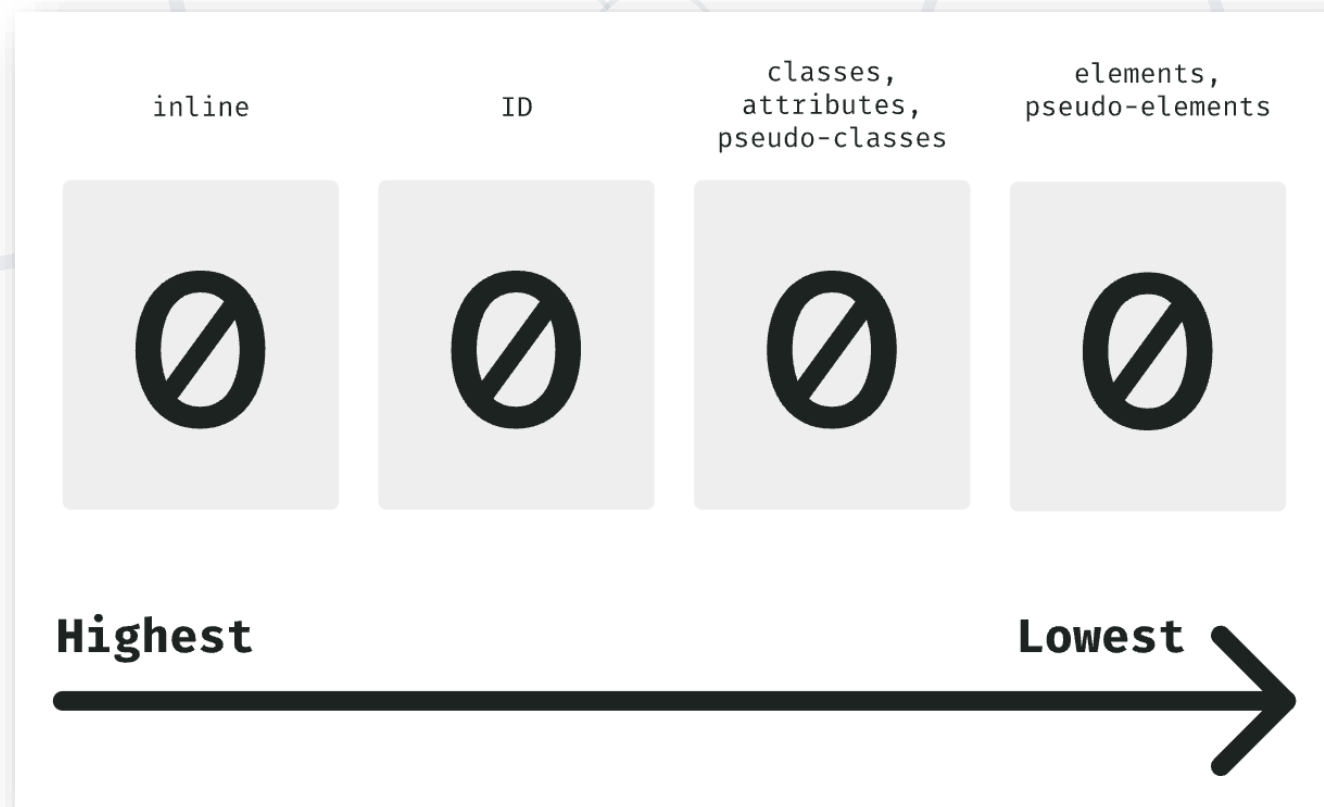 inline
ID
classes,
attributes,
pseudo-classes
elements,
pseudo-elements
0
0
0
0
Highest
Lowest